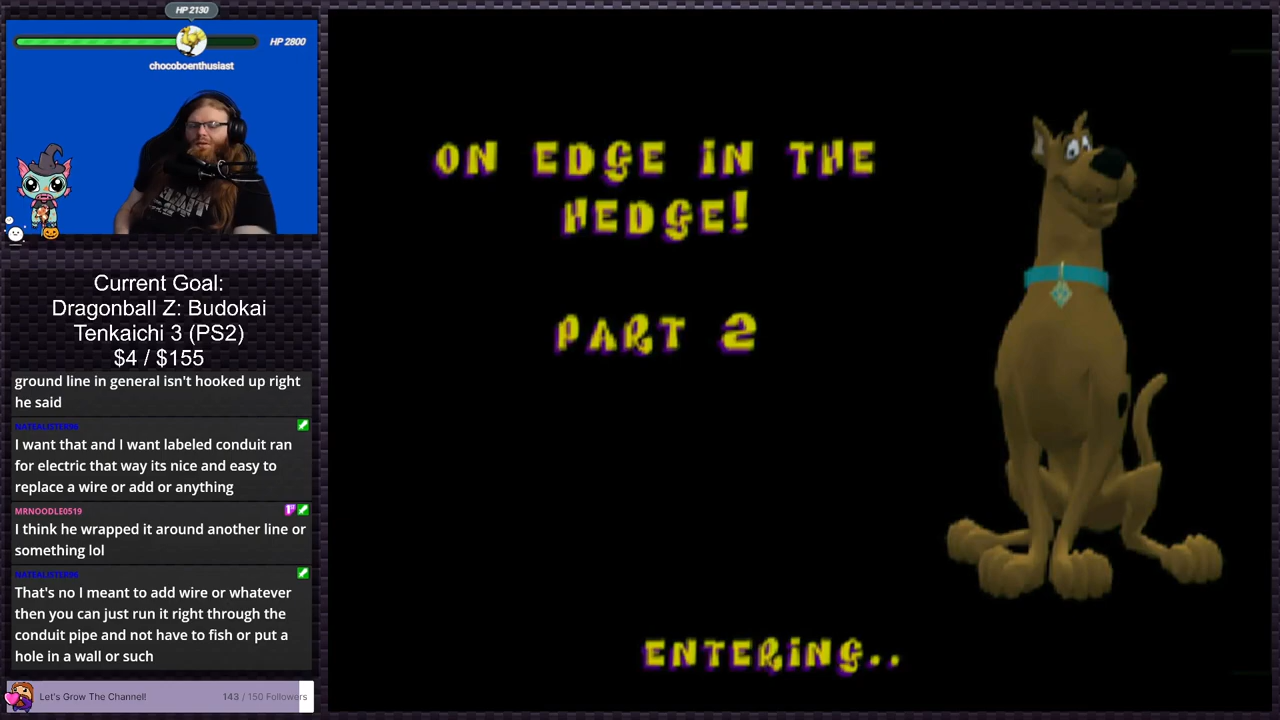 HP 2130
HP 2800
chocoboenthusiast
ON EDGE IN THE
HEDGE!
PART 2
ENTERING..
Current Goal:
Dragonball Z: Budokai
Tenkaichi 3 (PS2)
$4 / $155
ground line in general isn't hooked up right
he said
I want that and I want labeled conduit ran
for electric that way its nice and easy to
replace a wire or add or anything
MRNOODLE0519
I think he wrapped it around another line or
something lol
That's no I meant to add wire or whatever
then you can just run it right through the
conduit pipe and not have to fish or put a
hole in a wall or such
Let's Grow The Channel! 143 / 150 Followers